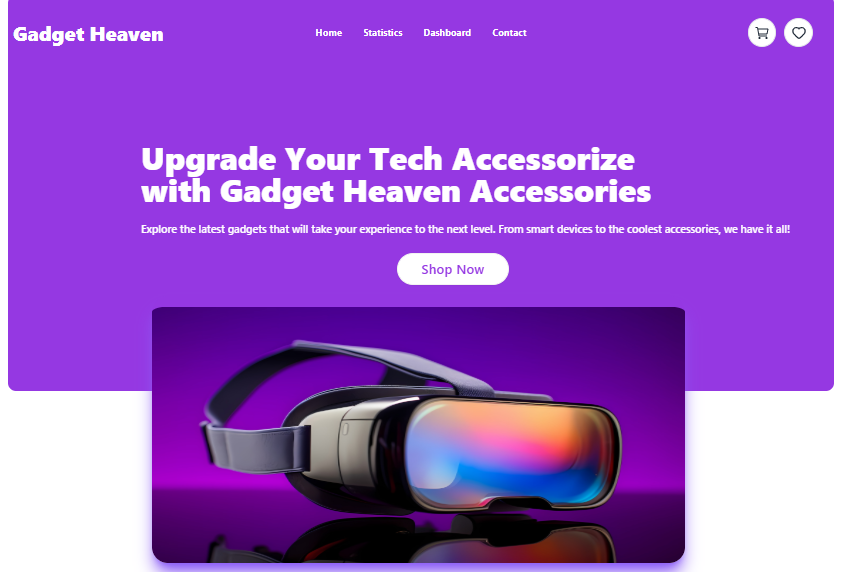 Gadget Heaven
Home Statistics Dashboard Contact
Upgrade Your Tech Accessorize
with Gadget Heaven Accessories
Explore the latest gadgets that will take your experience to the next level. From smart devices to the coolest accessories, we have it all!
Shop Now